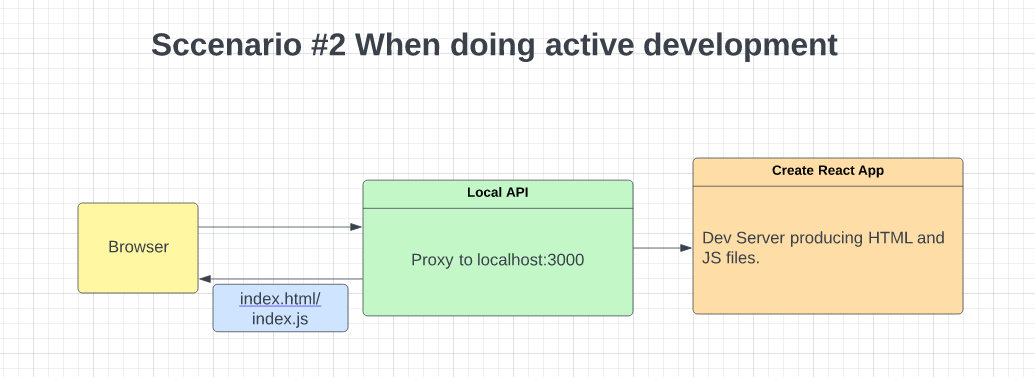 Sccenario #2 When doing active development
Create React App
Local API
Browser
Proxy to localhost:3000
Dev Server producing HTML and
JS files.
index.html/
index.js